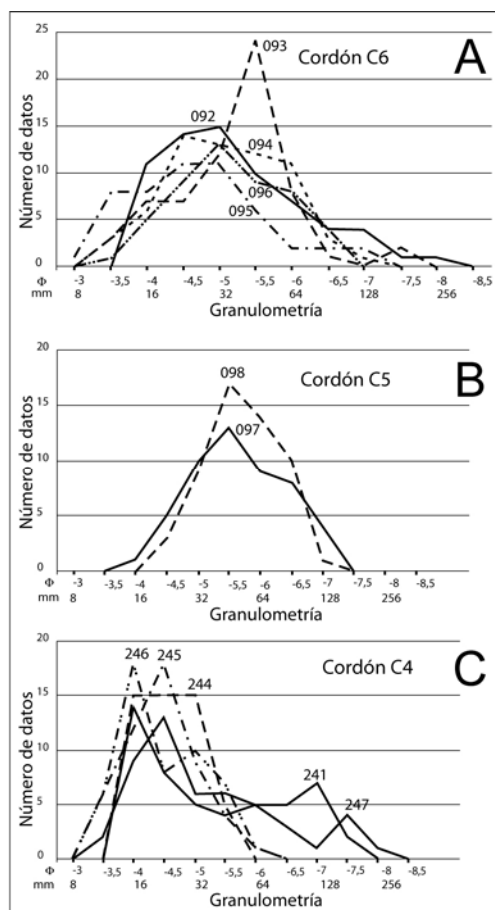 25
20
15
10
5
0
Número de datos
Cordón C6
A
093
092
094
096
095
Φ -3 -3,5 -4 -4,5 -5 -5,5 -6 -6,5 -7 -7,5 -8 -8,5
mm 8 16 32 64 128 256
Granulometría
20
15
10
5
0
Número de datos
Cordón C5
B
098
097
Φ -3 -3,5 -4 -4,5 -5 -5,5 -6 -6,5 -7 -7,5 -8 -8,5
mm 8 16 32 64 128 256
Granulometría
20
15
10
5
0
Número de datos
Cordón C4
C
246 245
244
241
247
Φ -3 -3,5 -4 -4,5 -5 -5,5 -6 -6,5 -7 -7,5 -8 -8,5
mm 8 16 32 64 128 256
Granulometría